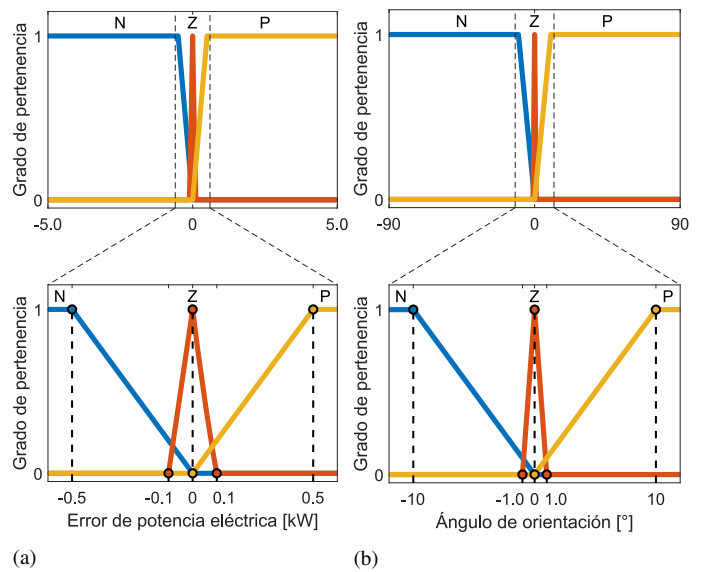 N Z P
1
0
Grado de pertenencia
-5.0 0.0 5.0
N Z P
1
0
Grado de pertenencia
-90 0 90
N Z P
1
0
Grado de pertenencia
-0.5 -0.1 0 0.1 0.5
Error de potencia eléctrica [kW]
(a)
N Z P
1
0
Grado de pertenencia
-10 -1.0 0 1.0 10
Ángulo de orientación [°]
(b)